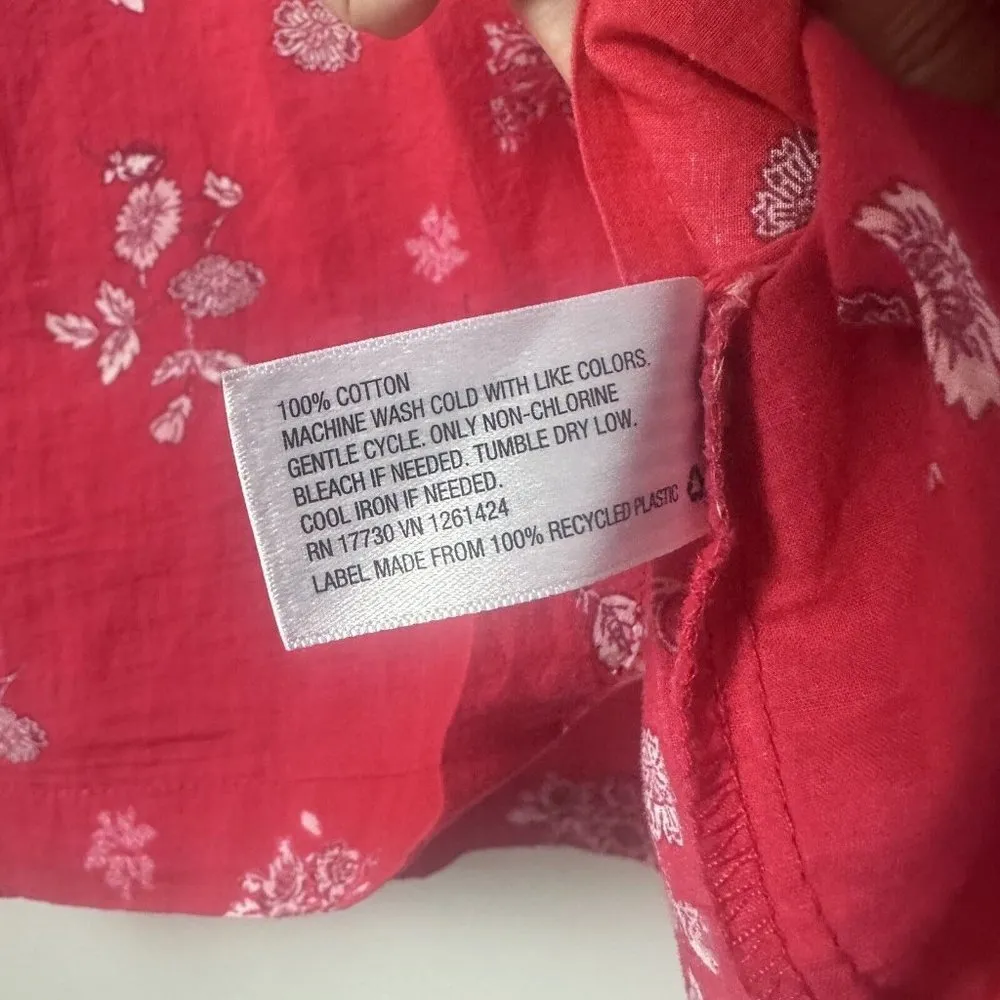 100% COTTON
MACHINE WASH COLD WITH LIKE COLORS.
GENTLE CYCLE. ONLY NON-CHLORINE
BLEACH IF NEEDED. TUMBLE DRY LOW.
COOL IRON IF NEEDED.
RN 17730 VN 1261424
LABEL MADE FROM 100% RECYCLED PLASTIC